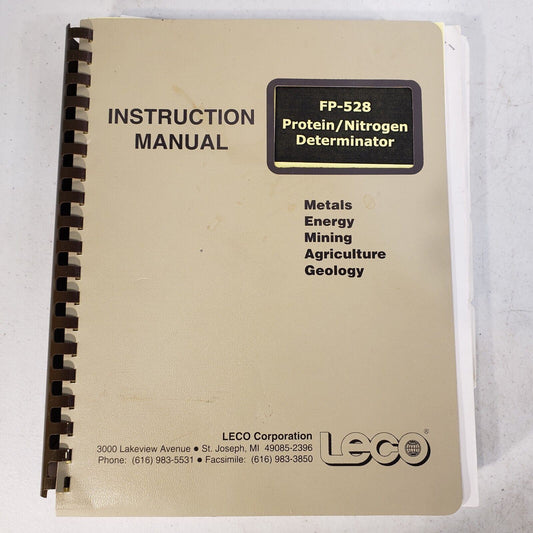 INSTRUCTION
MANUAL
FP-528
Protein/Nitrogen
Determinator
Metals
Energy
Mining
Agriculture
Geology
LECO Corporation
3000 Lakeview Avenue ● St. Joseph, MI 49085-2396
Phone: (616) 983-5531 ● Facsimile: (616) 983-3850
LECO®